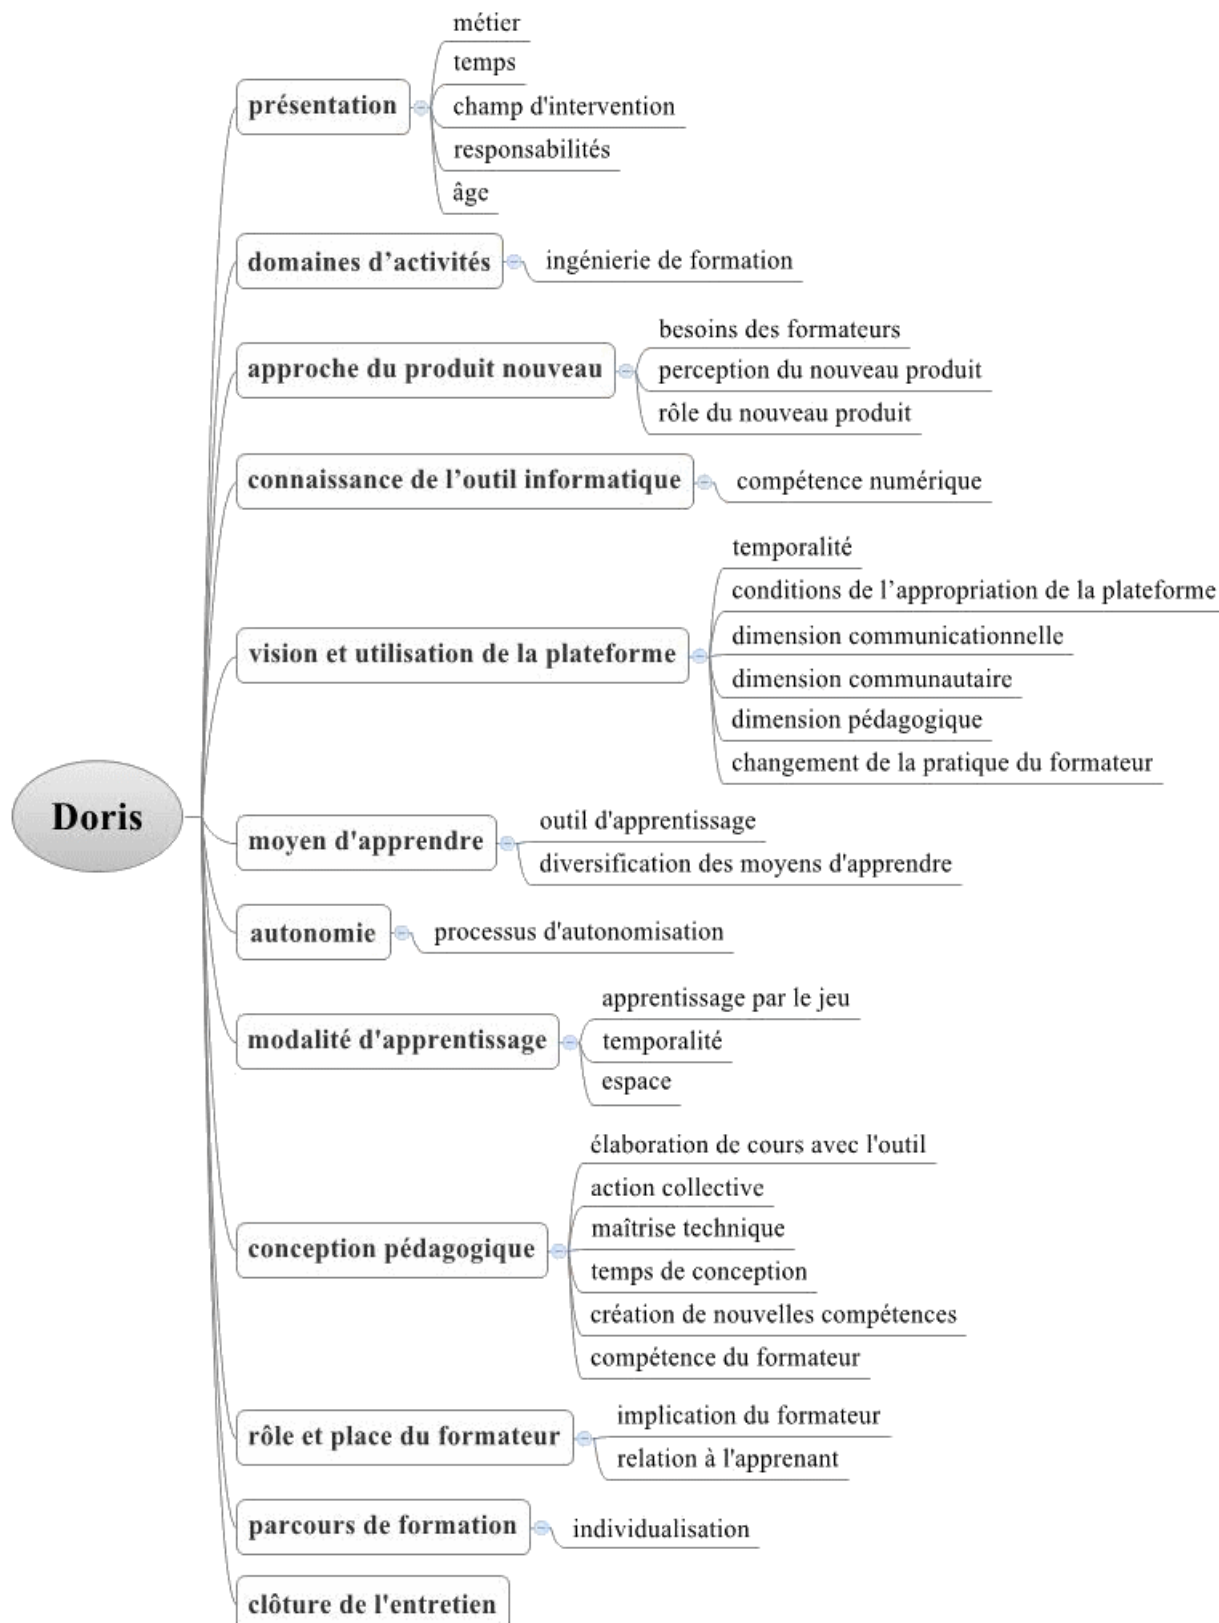 métier
temps
présentation
champ d'intervention
responsabilités
âge
domaines d’activités
ingénierie de formation
besoins des formateurs
approche du produit nouveau
perception du nouveau produit
rôle du nouveau produit
connaissance de l’outil informatique
compétence numérique
temporalité
conditions de l’appropriation de la plateforme
dimension communicationnelle
vision et utilisation de la plateforme
dimension communautaire
dimension pédagogique
changement de la pratique du formateur
Doris
moyen d'apprendre
outil d'apprentissage
diversification des moyens d'apprendre
autonomie
processus d'autonomisation
apprentissage par le jeu
modalité d'apprentissage
temporalité
espace
élaboration de cours avec l'outil
action collective
maîtrise technique
conception pédagogique
temps de conception
création de nouvelles compétences
compétence du formateur
implication du formateur
rôle et place du formateur
relation à l'apprenant
parcours de formation
individualisation
clôture de l'entretien